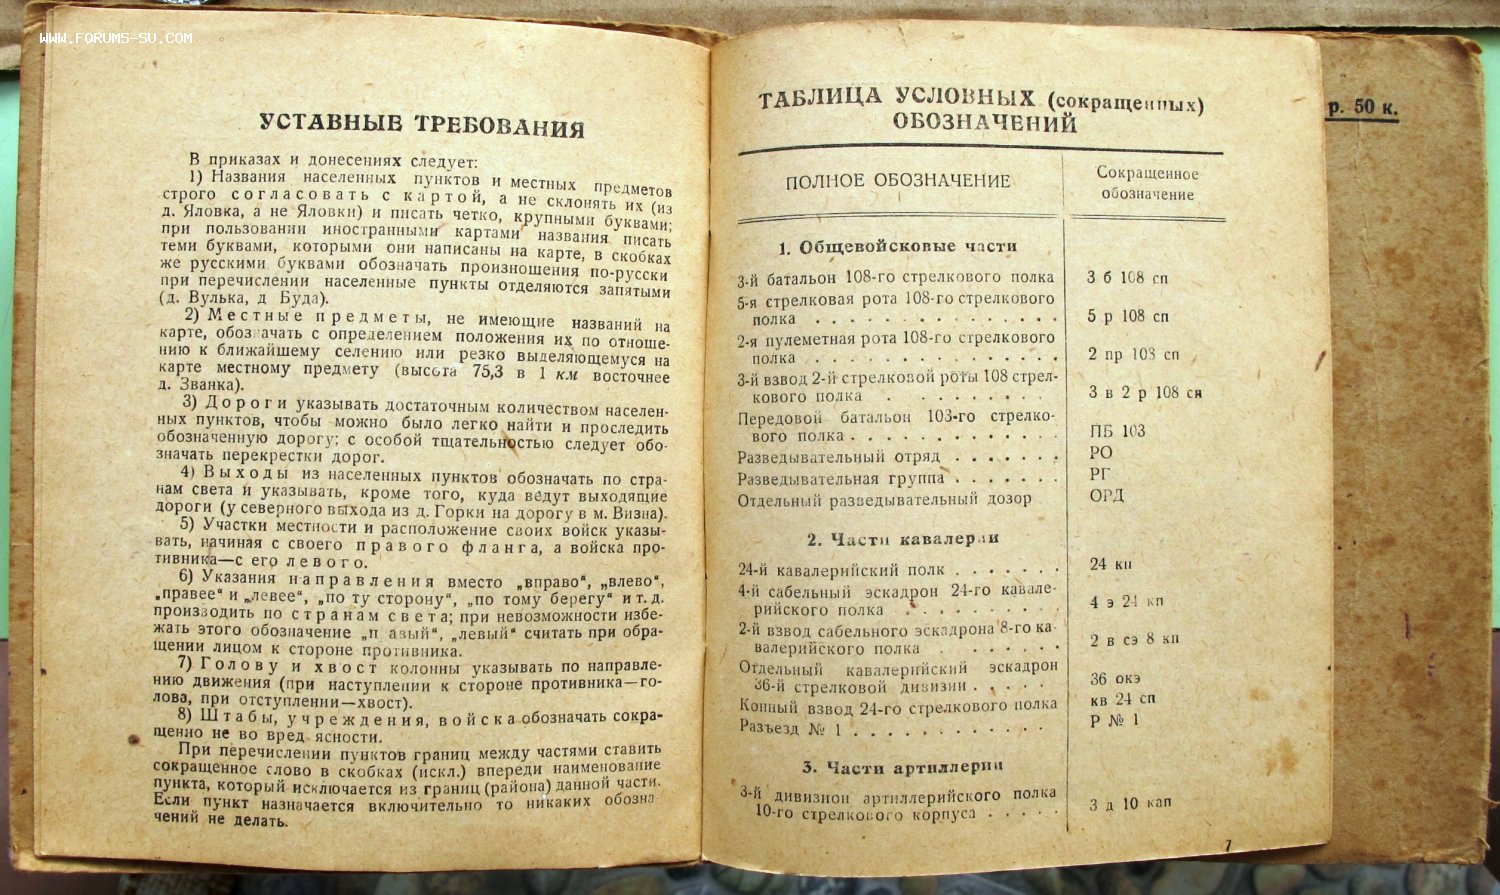 WWW.FORUMS-SU.COM
УСТАВНЫЕ ТРЕБОВАНИЯ
В приказах и донесениях следует:
1) Названия населенных пунктов и местных предметов
строго согласовать с картой, а не склонять их (из
д. Яловка, а не Яловки) и писать четко, крупными буквами;
при пользовании иностранными картами названия писать
теми буквами, которыми они написаны на карте, в скобках
же русскими буквами обозначать произношения по-русски
при перечислении населенные пункты отделяются запятыми
(д. Вулька, д Буда).
2) Местные предметы, не имеющие названий на
карте, обозначать с определением положения их по отноше-
нию к ближайшему селению или резко выделяющемуся на
карте местному предмету (высота 75,3 в 1 км восточнее
д. Званка).
3) Дороги указывать достаточным количеством населен-
ных пунктов, чтобы можно было легко найти и проследить
обозначенную дорогу; с особой тщательностью следует обо-
значать перекрестки дорог.
4) Выходы из населенных пунктов обозначать по стра-
нам света и указывать, кроме того, куда ведут выходящие
дороги (у северного выхода из д. Горки на дорогу в м. Визна).
5) Участки местности и расположение своих войск указы-
вать, начиная с своего правого фланга, а войска про-
тивника—с его левого.
6) Указания направления вместо „вправо“, „влево“,
„правее“ и „левее“, „по ту сторону“, „по тому берегу“ и т. д.
производить по странам света; при невозможности избе-
жать этого обозначение „п авый“, „левый“ считать при обра-
щении лицом к стороне противника.
7) Голову и хвост колонны указывать по направле-
нию движения (при наступлении к стороне противника—го-
лова, при отступлении—хвост).
8) Штабы, учреждения, войска обозначать сокра-
щенно не во вред ясности.
При перечислении пунктов границ между частями ставить
сокращенное слово в скобках (искл.) впереди наименование
пункта, который исключается из границ (района) данной части.
Если пункт назначается включительно то никаких обозна-
чений не делать.
ТАБЛИЦА УСЛОВНЫХ (сокращенных)
ОБОЗНАЧЕНИЙ
ПОЛНОЕ ОБОЗНАЧЕНИЕ
Сокращенное
обозначение
1. Общевойсковые части
3-й батальон 108-го стрелкового полка 3 б 108 сп
5-я стрелковая рота 108-го стрелкового
полка . . . . . . . . . . . . . . . 5 р 108 сп
2-я пулеметная рота 108-го стрелкового
полка . . . . . . . . . . . . . . . 2 пр 108 сп
3-й взвод 2-й стрелковой роты 108 стрел-
кового полка . . . . . . . . . . 3 в 2 р 108 ся
Передовой батальон 103-го стрелко-
вого полка . . . . . . . . . . . . . ПБ 103
Разведывательный отряд . . . . . . . РО
Разведывательная группа . . . . . . . РГ
Отдельный разведывательный дозор ОРД
2. Части кавалерии
24-й кавалерийский полк . . . . . . . 24 кп
4-й сабельный эскадрон 24-го кавале-
рийского полка . . . . . . . . . 4 э 24 кп
2-й взвод сабельного эскадрона 8-го ка-
валерийского полка . . . . . . . 2 в сэ 8 кп
Отдельный кавалерийский эскадрон
36-й стрелковой дивизии . . . . . 36 окэ
Конный взвод 24-го стрелкового полка кв 24 сп
Разъезд № 1 . . . . . . . . . . . Р № 1
3. Части артиллерии
3-й дивизион артиллерийского полка
10-го стрелкового корпуса . . . . . 3 д 10 кап
7
р. 50 к.